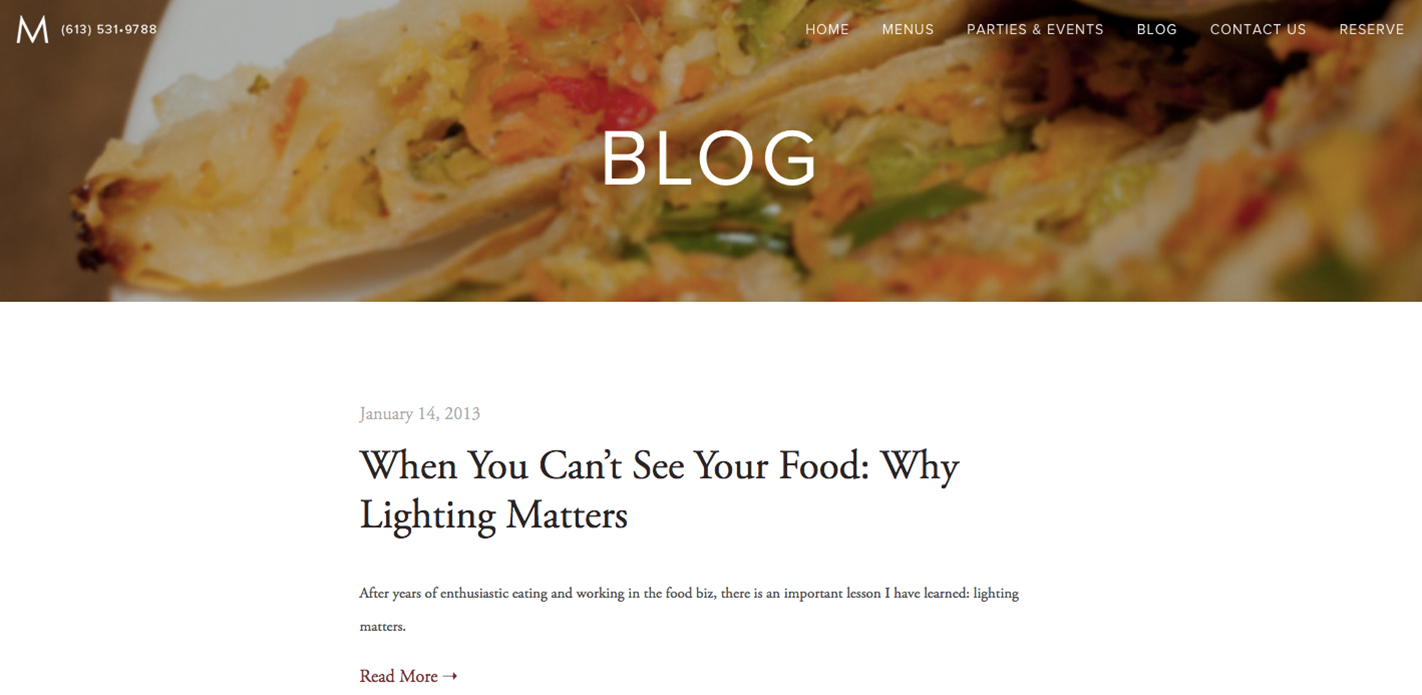 M (613) 531•9788 HOME MENUS PARTIES & EVENTS BLOG CONTACT US RESERVE
BLOG
January 14, 2013
When You Can’t See Your Food: Why
Lighting Matters
After years of enthusiastic eating and working in the food biz, there is an important lesson I have learned: lighting
matters.
Read More →